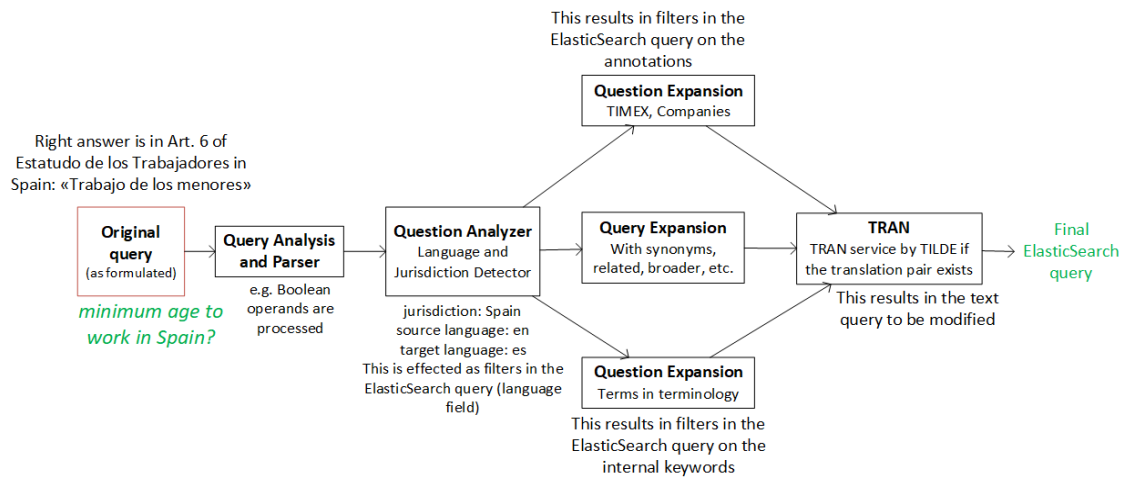 This results in filters in the
ElasticSearch query on the
annotations
Question Expansion
TIMEX, Companies
Right answer is in Art. 6 of
Estatudo de los Trabajadores in
Spain: «Trabajo de los menores»
Original
query
(as formulated)
minimum age to
work in Spain?
Query Analysis
and Parser
e.g. Boolean
operands are
processed
Question Analyzer
Language and
Jurisdiction Detector
jurisdiction: Spain
source language: en
target language: es
This is effected as filters in the
ElasticSearch query (language
field)
Query Expansion
With synonyms,
related, broader, etc.
Question Expansion
Terms in terminology
This results in filters in the
ElasticSearch query on the
internal keywords
TRAN
TRAN service by TILDE if
the translation pair exists
This results in the text
query to be modified
Final
ElasticSearch
query